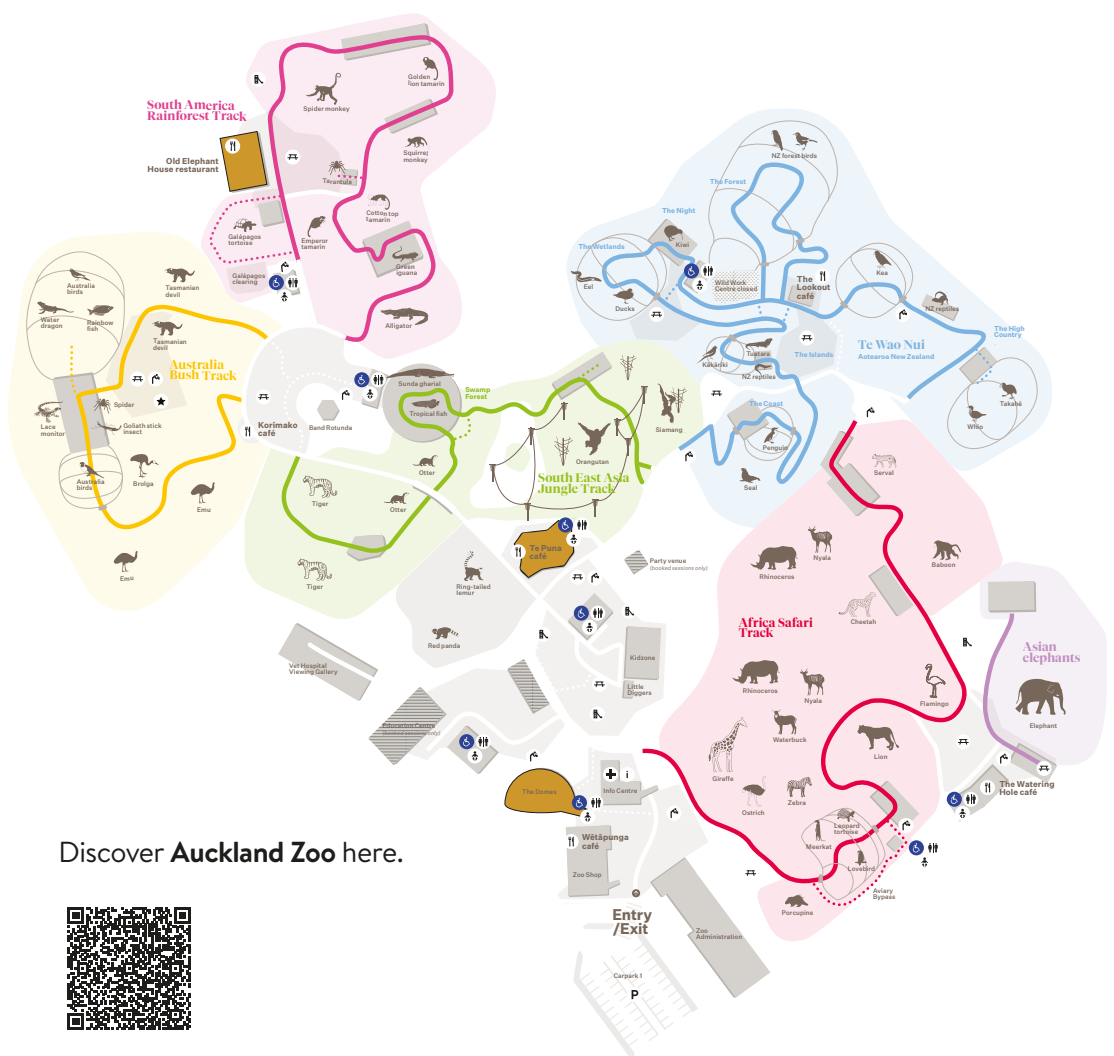 South America
Rainforest Track
Spider monkey
Golden
lion tamarin
Squirrel
monkey
Old Elephant
House restaurant
Tarantula
Cotton top
tamarin
Galápagos
tortoise
Emperor
tamarin
Green
iguana
Galápagos
clearing
Alligator
NZ forest birds
The Forest
The Night
Kiwi
The Wetlands
Eel
Ducks
Wild Work
Centre closed
The
Lookout
café
Kea
NZ reptiles
The High
Country
Te Wao Nui
Aotearoa New Zealand
Kākāriki
Tuatara
NZ reptiles
The Islands
The Coast
Penguin
Seal
Takahē
Whio
Australia
birds
Tasmanian
devil
Water
dragon
Rainbow
fish
Tasmanian
devil
Australia
Bush Track
Spider
Lace
monitor
Goliath stick
insect
Australia
birds
Brolga
Emu
Emu
Korimako
café
Band Rotunda
Sunda gharial
Tropical fish
Swamp
Forest
Siamang
Orangutan
South East Asia
Jungle Track
Otter
Otter
Tiger
Tiger
Te Puna
café
Party venue
(booked sessions only)
Ring-tailed
lemur
Red panda
Vet Hospital
Viewing Gallery
Kidzone
Little
Diggers
Education Centre
(booked sessions only)
The Domes
Info Centre
i
Wētāpunga
café
Zoo Shop
Entry
/Exit
Zoo
Administration
Carpark 1
P
Serval
Nyala
Rhinoceros
Baboon
Cheetah
Africa Safari
Track
Rhinoceros
Nyala
Flamingo
Waterbuck
Lion
Giraffe
Ostrich
Zebra
Leopard
tortoise
Meerkat
Lovebird
Aviary
Bypass
Porcupine
Asian
elephants
Elephant
The Watering
Hole café
Discover Auckland Zoo here.